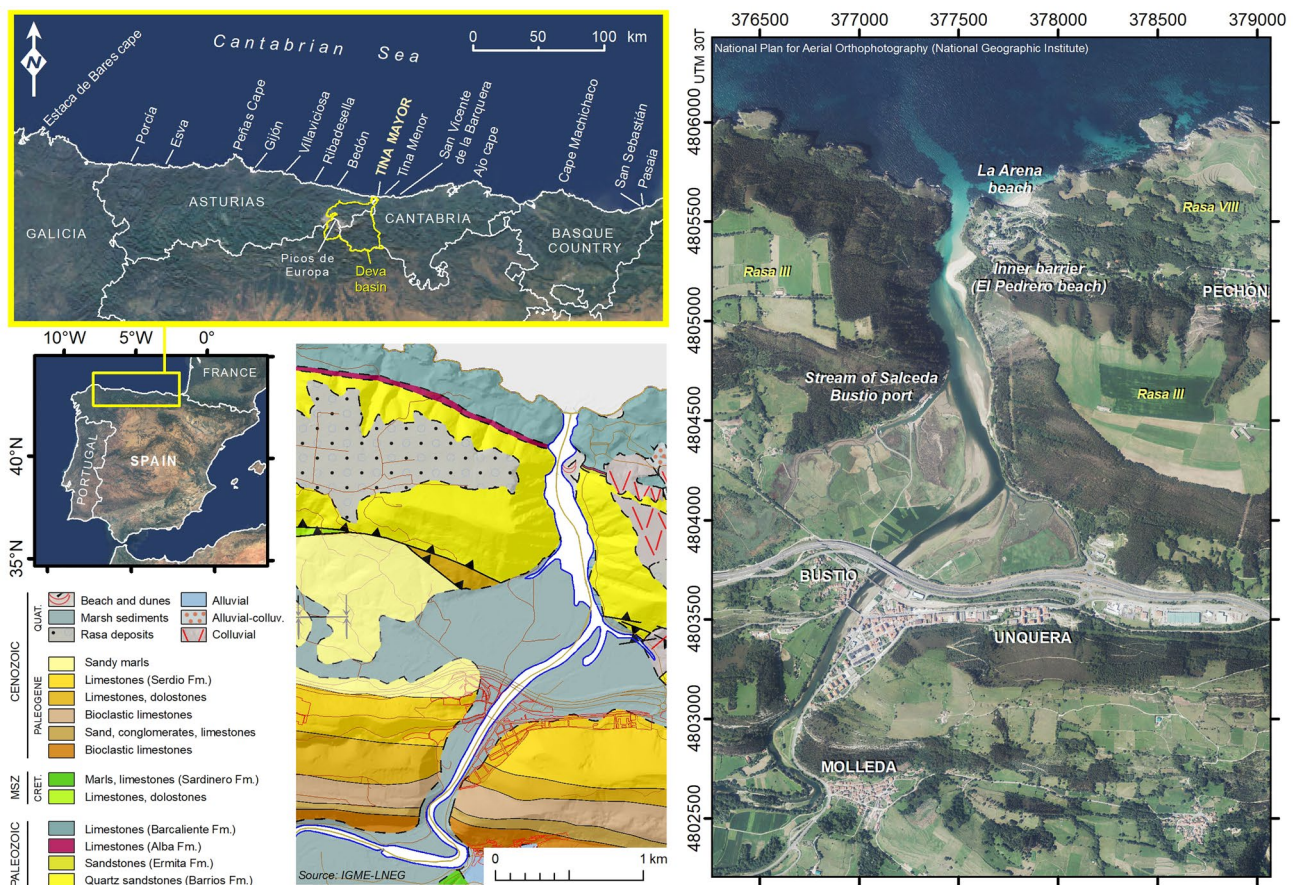 Cantabrian Sea
0 50 100 km
N
Estaca de Bares cape
Porcía
Esva
Peñas Cape
Gijón
Villaviciosa
Ribadesella
Bedón
TINA MAYOR
Tina Menor
San Vicente
de la Barquera
Ajo cape
Cape Machichaco
San Sebastián
Pasaia
GALICIA
ASTURIAS
CANTABRIA
BASQUE
COUNTRY
Picos de
Europa
Deva
basin
10°W 5°W 0°
40°N
35°N
FRANCE
PORTUGAL
SPAIN
QUAT.
Beach and dunes
Marsh sediments
Rasa deposits
Alluvial
Alluvial-colluv.
Colluvial
CENOZOIC
PALEOGENE
Sandy marls
Limestones (Serdio Fm.)
Limestones, dolostones
Bioclastic limestones
Sand, conglomerates, limestones
Bioclastic limestones
MSZ
CRET.
Marls, limestones (Sardinero Fm.)
Limestones, dolostones
PALEOZOIC
Limestones (Barcaliente Fm.)
Limestones (Alba Fm.)
Sandstones (Ermita Fm.)
Quartz sandstones (Barrios Fm.)
Source: IGME-LNEG
0 1 km
376500 377000 377500 378000 378500 379000
UTM 30T
National Plan for Aerial Orthophotography (National Geographic Institute)
4806000
4805500
4805000
4804500
4804000
4803500
4803000
4802500
La Arena
beach
Rasa VIII
Rasa III
Inner barrier
(El Pedrero beach)
PECHÓN
Stream of Salceda
Bustio port
Rasa III
BUSTIO
UNQUERA
MOLLEDA